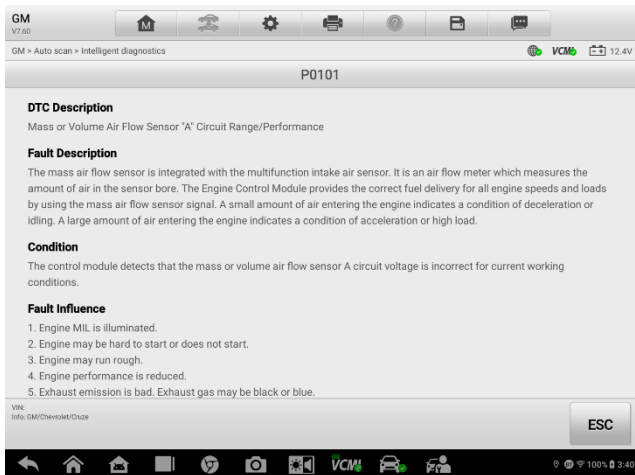 GM
V7.60
M
?
GM > Auto scan > Intelligent diagnostics
VCMI
12.4V
P0101
DTC Description
Mass or Volume Air Flow Sensor "A" Circuit Range/Performance
Fault Description
The mass air flow sensor is integrated with the multifunction intake air sensor. It is an air flow meter which measures the
amount of air in the sensor bore. The Engine Control Module provides the correct fuel delivery for all engine speeds and loads
by using the mass air flow sensor signal. A small amount of air entering the engine indicates a condition of deceleration or
idling. A large amount of air entering the engine indicates a condition of acceleration or high load.
Condition
The control module detects that the mass or volume air flow sensor A circuit voltage is incorrect for current working
conditions.
Fault Influence
1. Engine MIL is illuminated.
2. Engine may be hard to start or does not start.
3. Engine may run rough.
4. Engine performance is reduced.
5. Exhaust emission is bad. Exhaust gas may be black or blue.
VIN:
Info: GM/Chevrolet/Cruze
ESC
VCMI
100% 3:40